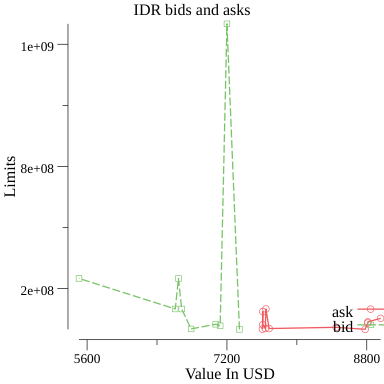 IDR bids and asks
1e+09
8e+08
2e+08
Limits
ask
bid
5600
7200
8800
Value In USD